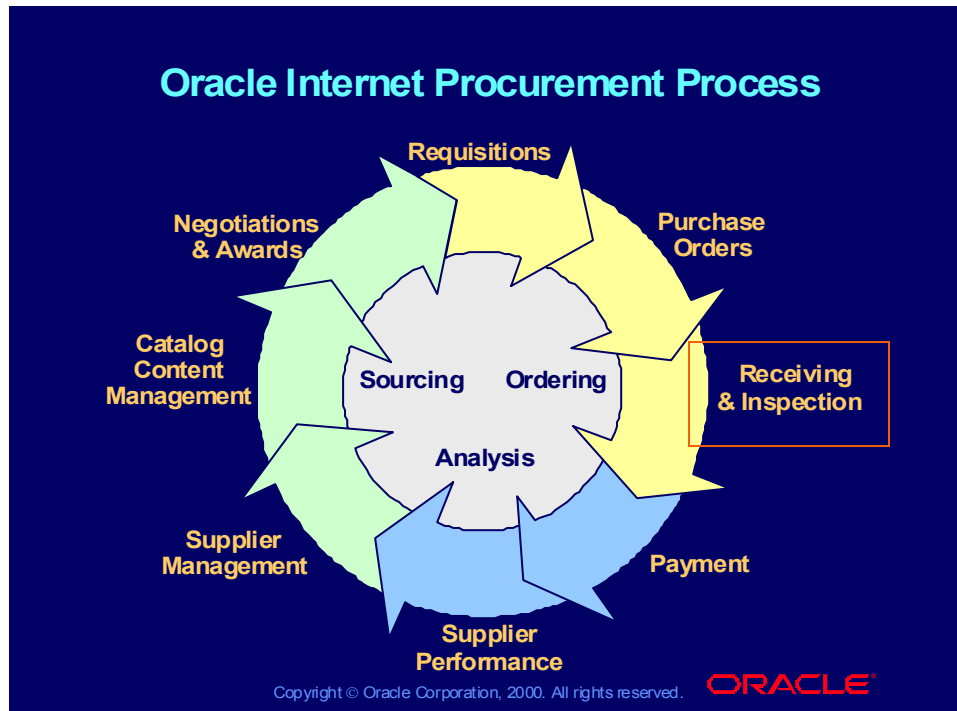 Oracle Internet Procurement Process
Requisitions
Negotiations
& Awards
Purchase
Orders
Catalog
Content
Management
Sourcing
Ordering
Receiving
& Inspection
Analysis
Supplier
Management
Payment
Supplier
Performance
Copyright © Oracle Corporation, 2000. All rights reserved.
ORACLE®